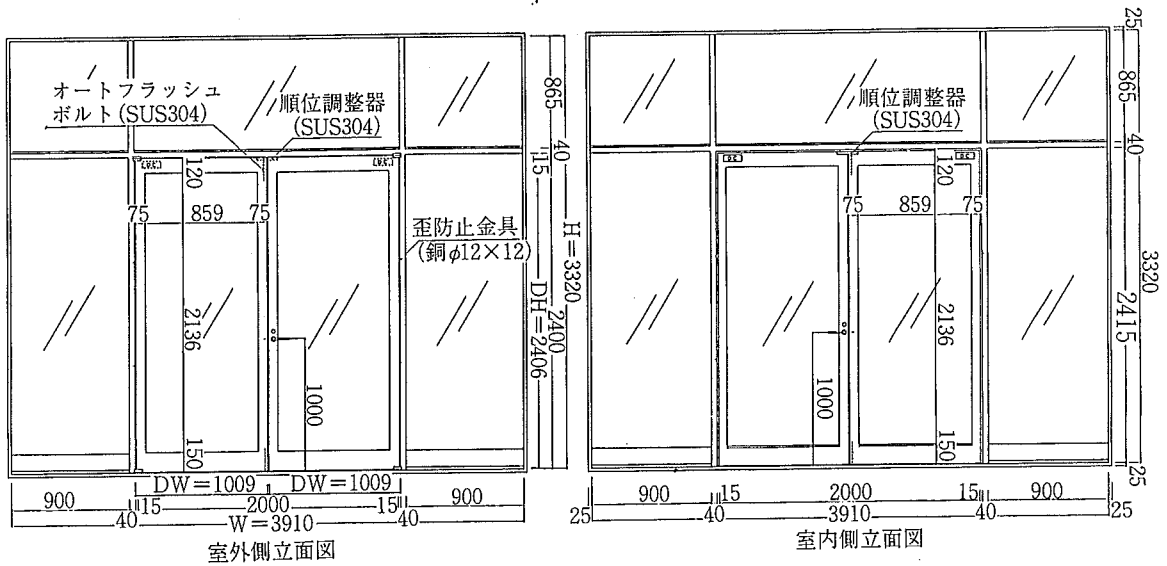 オートフラッシュ
ボルト(SUS304)
順位調整器
(SUS304)
歪防止金具
(銅φ12×12)
120
75
859
75
2136
150
1000
865
40
15
H=3320
2400
DH=2406
DW=1009
DW=1009
900
15
2000
15
900
40
W=3910
40
室外側立面図
順位調整器
(SUS304)
120
75
859
75
2136
150
1000
25
865
40
3320
2415
25
900
15
2000
15
900
25
40
3910
40
25
室内側立面図